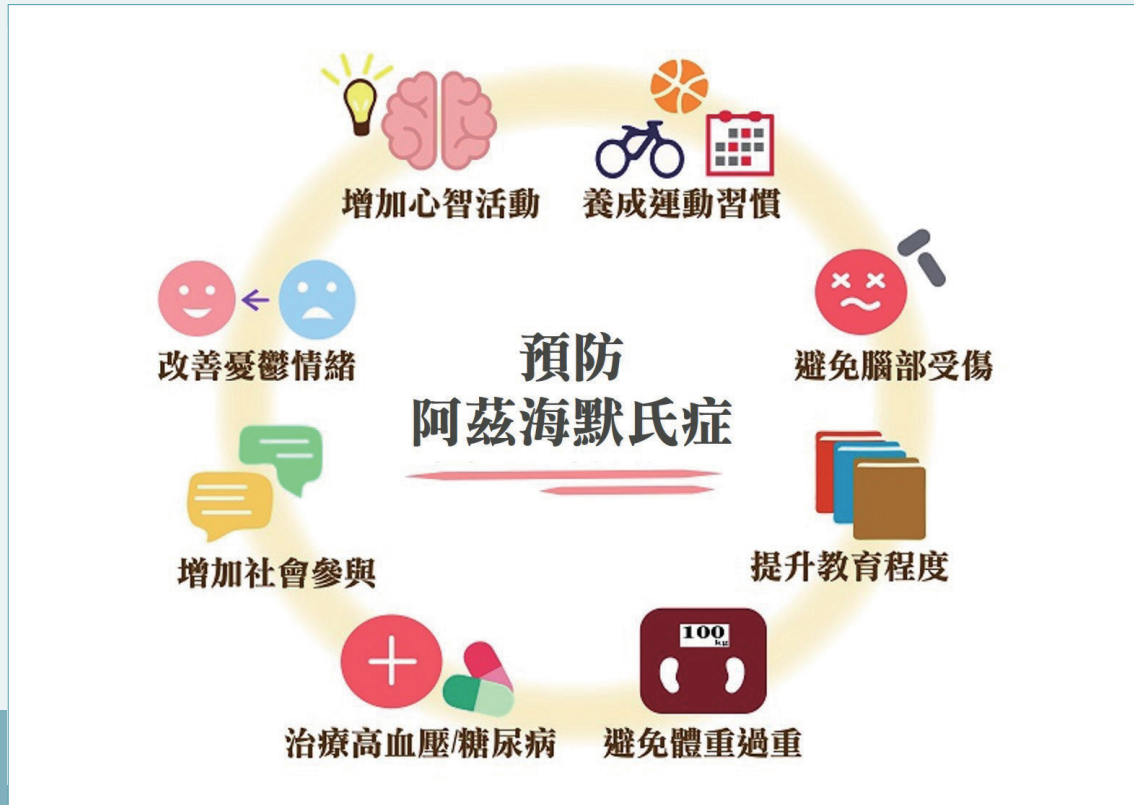 增加心智活動
養成運動習慣
改善憂鬱情緒
預防
阿茲海默氏症
避免腦部受傷
增加社會參與
提升教育程度
100
kg
治療高血壓/糖尿病
避免體重過重